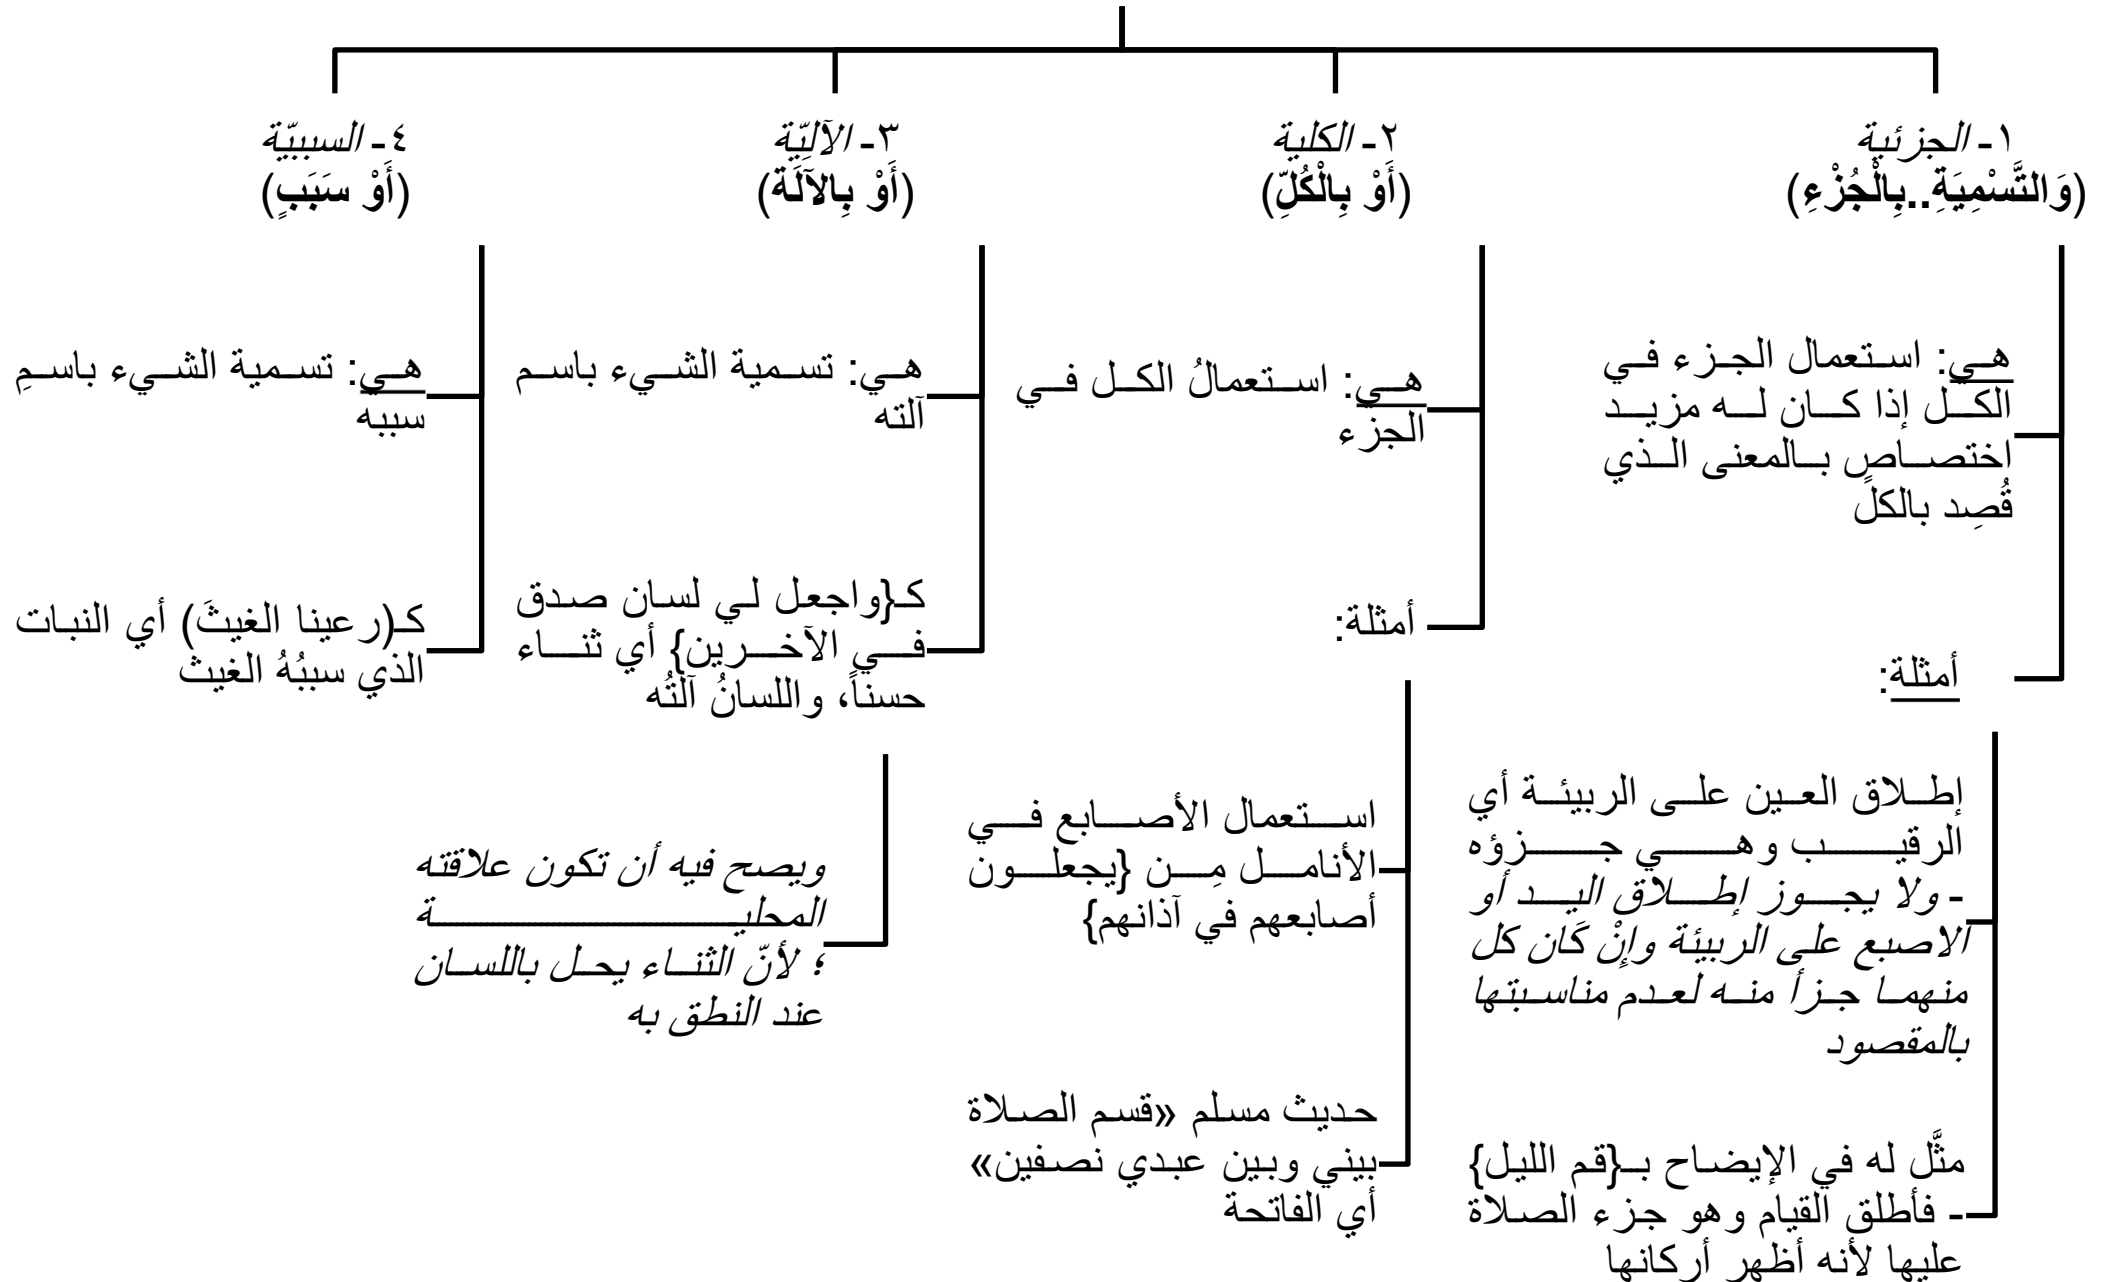 ١- الجزئية
(وَالتَّسْمِيَةِ..بِالْجُزْءِ)
هي: استعمال الجزء في
الكل إذا كان له مزيد
اختصاصٍ بالمعنى الذي
قُصِد بالكلّ
أمثلة:
إطلاق العين على الربيئة أي
الرقيب وهي جزؤه
- ولا يجوز إطلاق اليد أو
الاصبع على الربيئة وإنْ كَان كل
منهما جزأ منه لعدم مناسبتها
بالمقصود
مثَّل له في الإيضاح بـ{قم الليل}
- فأطلق القيام وهو جزء الصلاة
عليها لأنه أظهر أركانها
٢- الكلية
(أَوْ بِالْكُلِّ)
هي: استعمالُ الكل في
الجزء
أمثلة:
استعمال الأصابع في
الأنامل مِن {يجعلون
أصابعهم في آذانهم}
حديث مسلم «قسم الصلاة
بيني وبين عبدي نصفين»
أي الفاتحة
٣- الآليّة
(أَوْ بِالآلَة)
هي: تسمية الشيء باسم
آلته
كـ{واجعل لي لسان صدق
في الآخرين} أي ثناء
حسناً، واللسانُ آلتُه
ويصح فيه أن تكون علاقته
المحلية
؛ لأنّ الثناء يحل باللسان
عند النطق به
٤- السببيّة
(أَوْ سَبَبٍ)
هي: تسمية الشيء باسمِ
سببه
كـ(رعينا الغيثَ) أي النبات
الذي سببُهُ الغيث